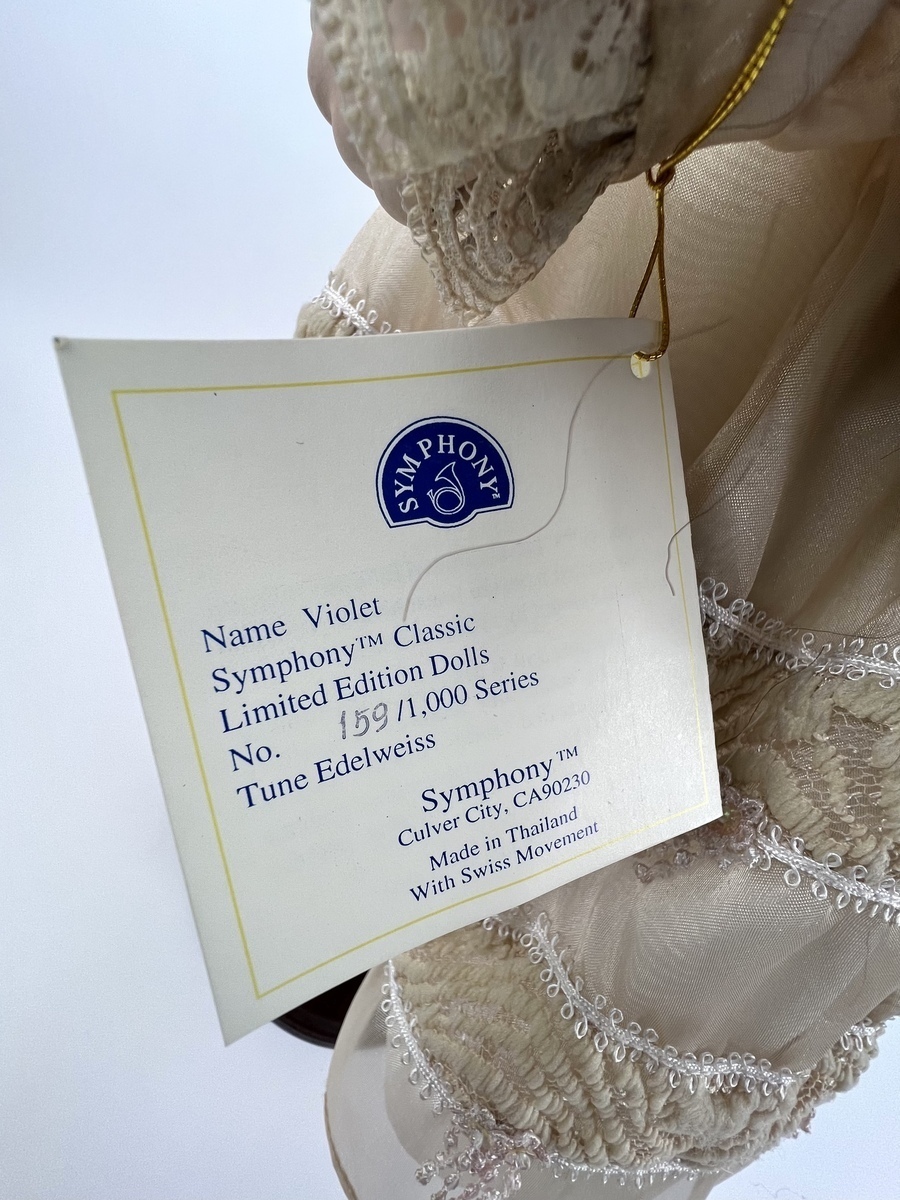 SYMPHONY™
Name Violet
Symphony™ Classic
Limited Edition Dolls
No. 159 /1,000 Series
Tune Edelweiss
Symphony™
Culver City, CA90230
Made in Thailand
With Swiss Movement